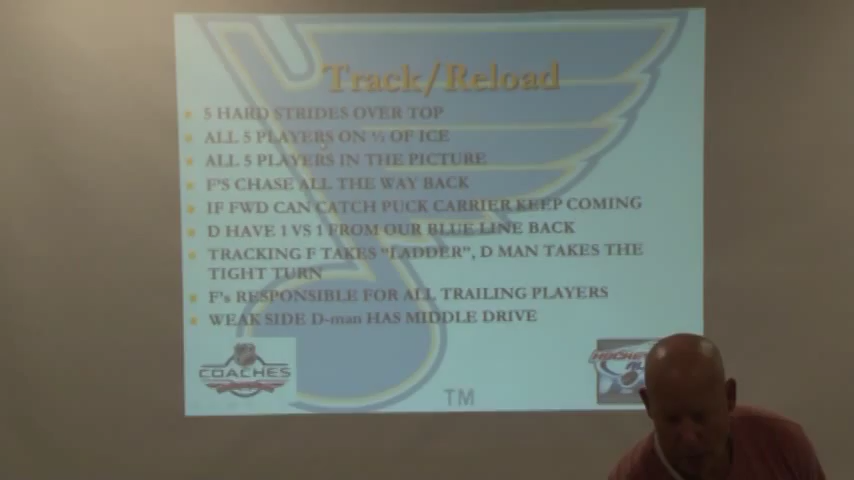 Track/Reload
5 HARD STRIDES OVER TOP
ALL 5 PLAYERS ON ½ OF ICE
ALL 5 PLAYERS IN THE PICTURE
F'S CHASE ALL THE WAY BACK
IF FWD CAN CATCH PUCK CARRIER KEEP COMING
D HAVE 1 VS 1 FROM OUR BLUE LINE BACK
TRACKING F TAKES “LADDER”, D MAN TAKES THE
TIGHT TURN
F's RESPONSIBLE FOR ALL TRAILING PLAYERS
WEAK SIDE D-man HAS MIDDLE DRIVE
COACHES
TM